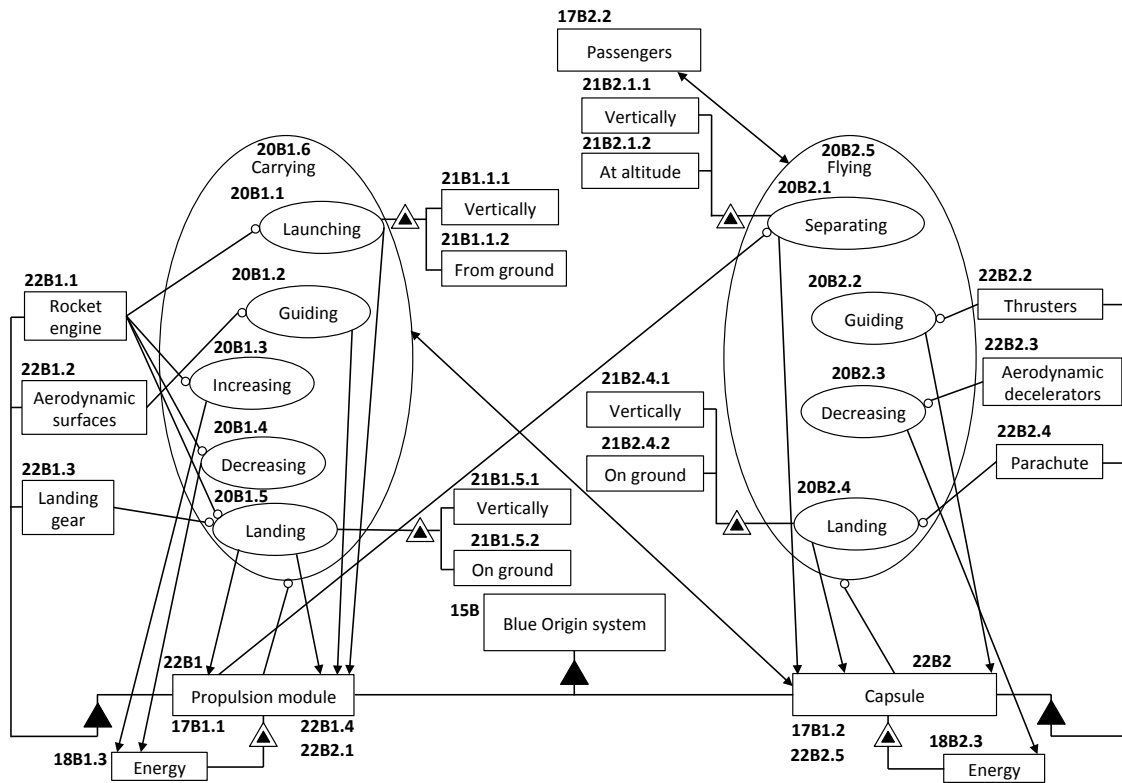 17B2.2
Passengers
21B2.1.1
Vertically
21B2.1.2
At altitude
20B1.6
Carrying
20B1.1
Launching
21B1.1.1
Vertically
21B1.1.2
From ground
20B2.5
Flying
20B2.1
Separating
22B1.1
Rocket
engine
20B1.2
Guiding
20B2.2
Guiding
22B2.2
Thrusters
22B1.2
Aerodynamic
surfaces
20B1.3
Increasing
20B2.3
Decreasing
22B2.3
Aerodynamic
decelerators
21B2.4.1
Vertically
21B2.4.2
On ground
20B1.4
Decreasing
22B2.4
Parachute
22B1.3
Landing
gear
20B1.5
Landing
21B1.5.1
Vertically
21B1.5.2
On ground
20B2.4
Landing
15B
Blue Origin system
22B1
Propulsion module
17B1.1
22B1.4
22B2.1
22B2
Capsule
17B1.2
22B2.5
18B1.3
Energy
18B2.3
Energy